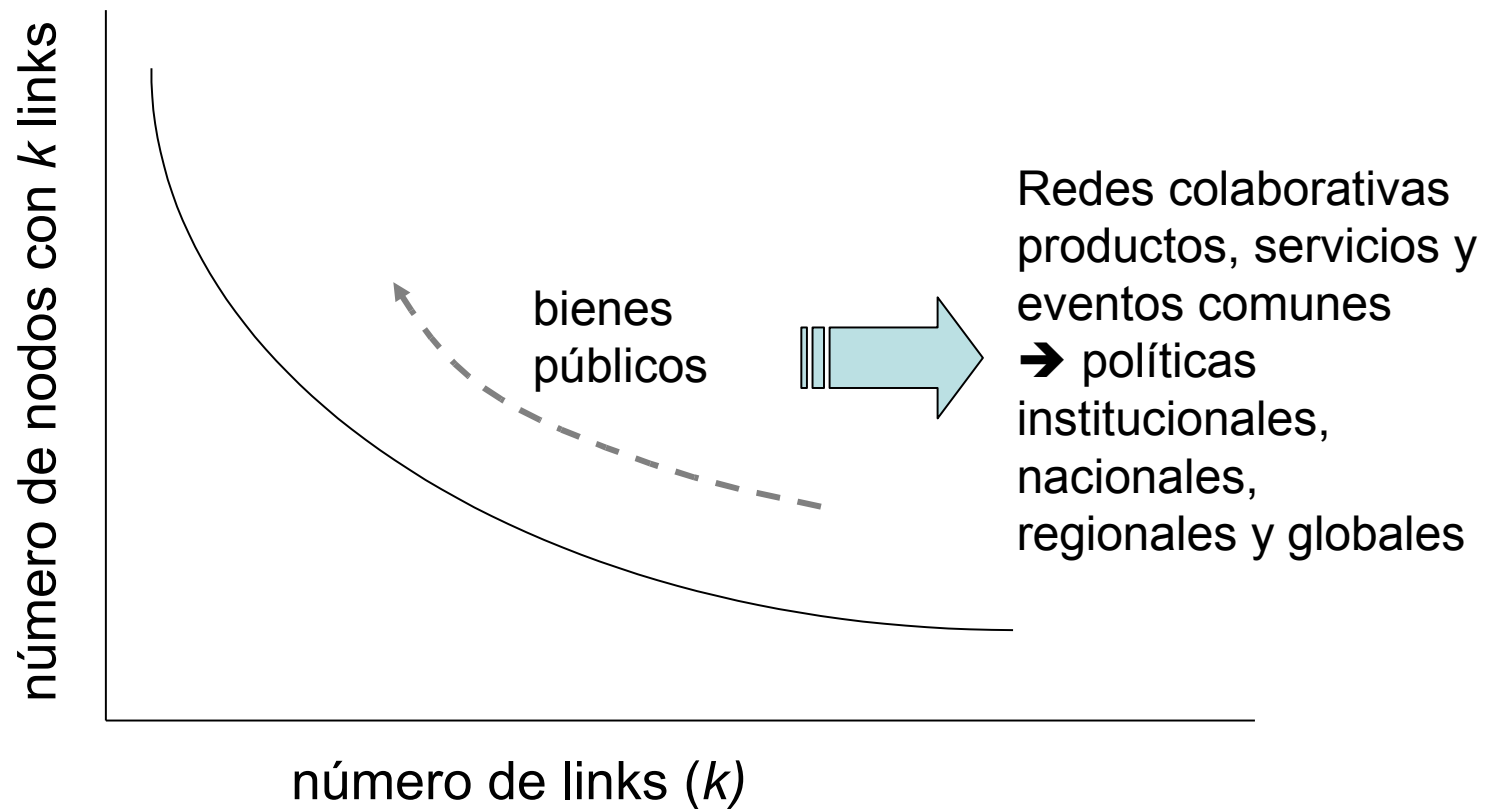 número de nodos con k links
bienes
públicos
Redes colaborativas
productos, servicios y
eventos comunes
➔ políticas
institucionales,
nacionales,
regionales y globales
número de links (k)